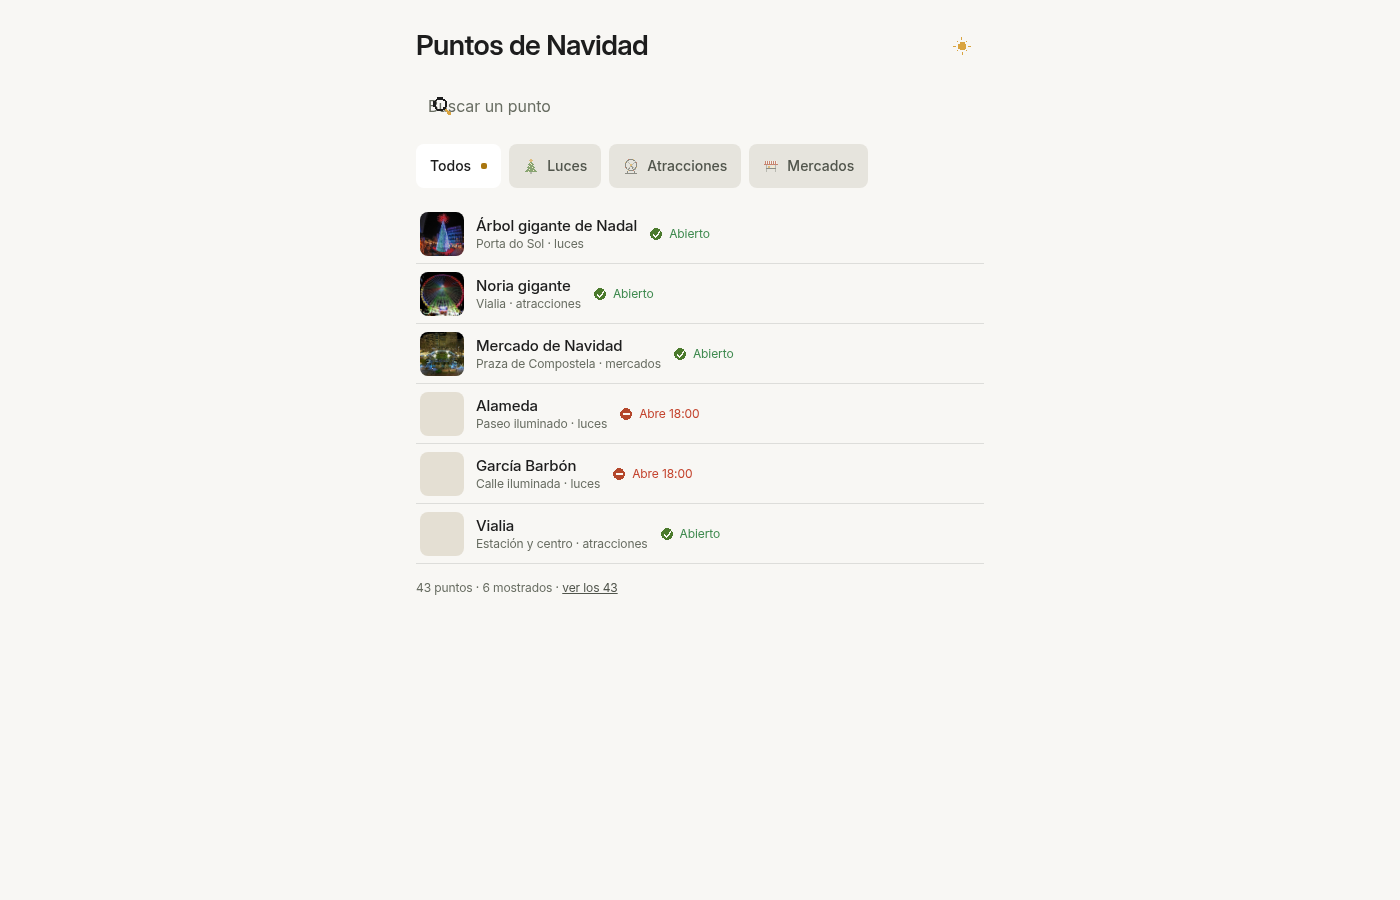 Puntos de Navidad
Buscar un punto
Todos
Luces
Atracciones
Mercados
Árbol gigante de Nadal
Porta do Sol · luces
Abierto
Noria gigante
Vialia · atracciones
Abierto
Mercado de Navidad
Praza de Compostela · mercados
Abierto
Alameda
Paseo iluminado · luces
Abre 18:00
García Barbón
Calle iluminada · luces
Abre 18:00
Vialia
Estación y centro · atracciones
Abierto
43 puntos · 6 mostrados · ver los 43